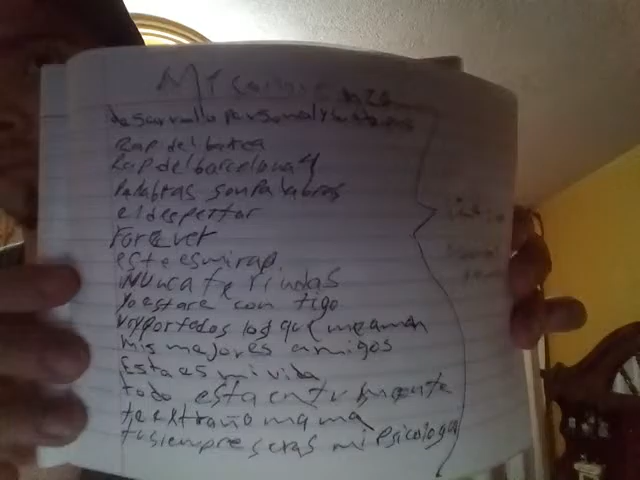 MI
desarrollo personal y
Rap del barca
Rap del barcelona 4
Palabras son Palabras
el despertar
Forever
este es mi rap
Nunca te rindas
Yo estare con tigo
voy por todos los que me aman
Mis mejores amigos
Esta es mi vida
todo esta en tu mente
te extraño mama
tu siempre seras mi psicologa